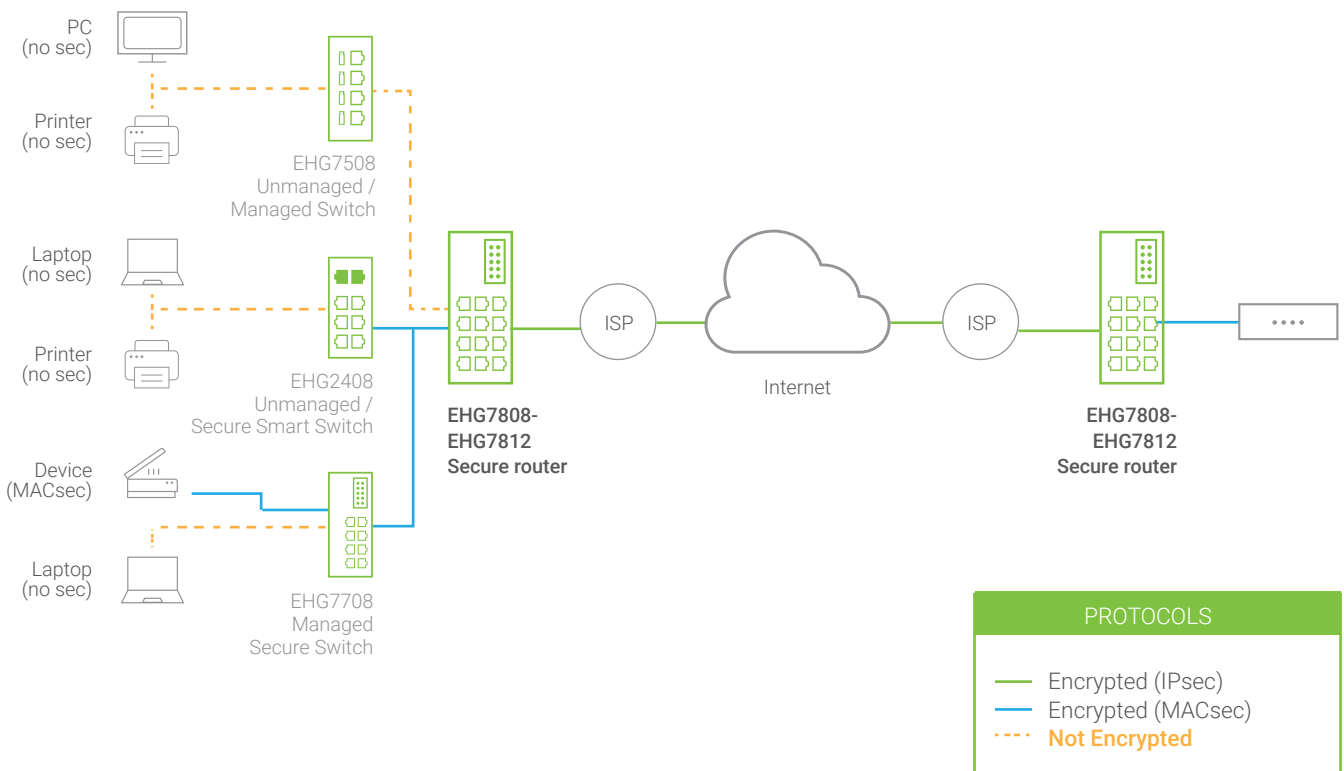 PC
(no sec)
Printer
(no sec)
EHG7508
Unmanaged /
Managed Switch
Laptop
(no sec)
Printer
(no sec)
EHG2408
Unmanaged /
Secure Smart Switch
Device
(MACsec)
Laptop
(no sec)
EHG7708
Managed
Secure Switch
EHG7808-
EHG7812
Secure router
ISP
Internet
ISP
EHG7808-
EHG7812
Secure router
PROTOCOLS
Encrypted (IPsec)
Encrypted (MACsec)
Not Encrypted